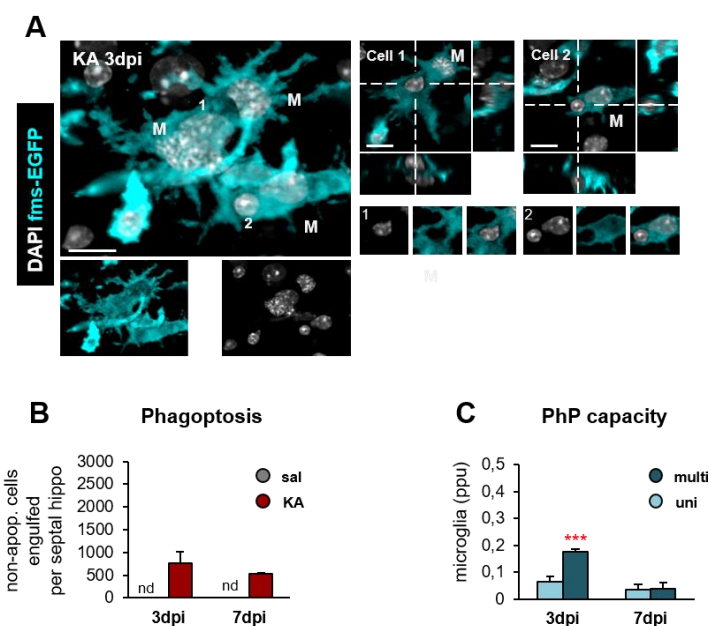 A
KA 3dpi
1
M
M
2
M
DAPI fms-EGFP
Cell 1
M
Cell 2
M
1
2
M
B
Phagoptosis
non-apop. cells
engulfed
per septal hippo
3000
2500
2000
1500
1000
500
0
sal
KA
nd
nd
3dpi
7dpi
C
PhP capacity
microglia (ppu)
0,5
0,4
0,3
0,2
0,1
0
multi
uni
***
3dpi
7dpi